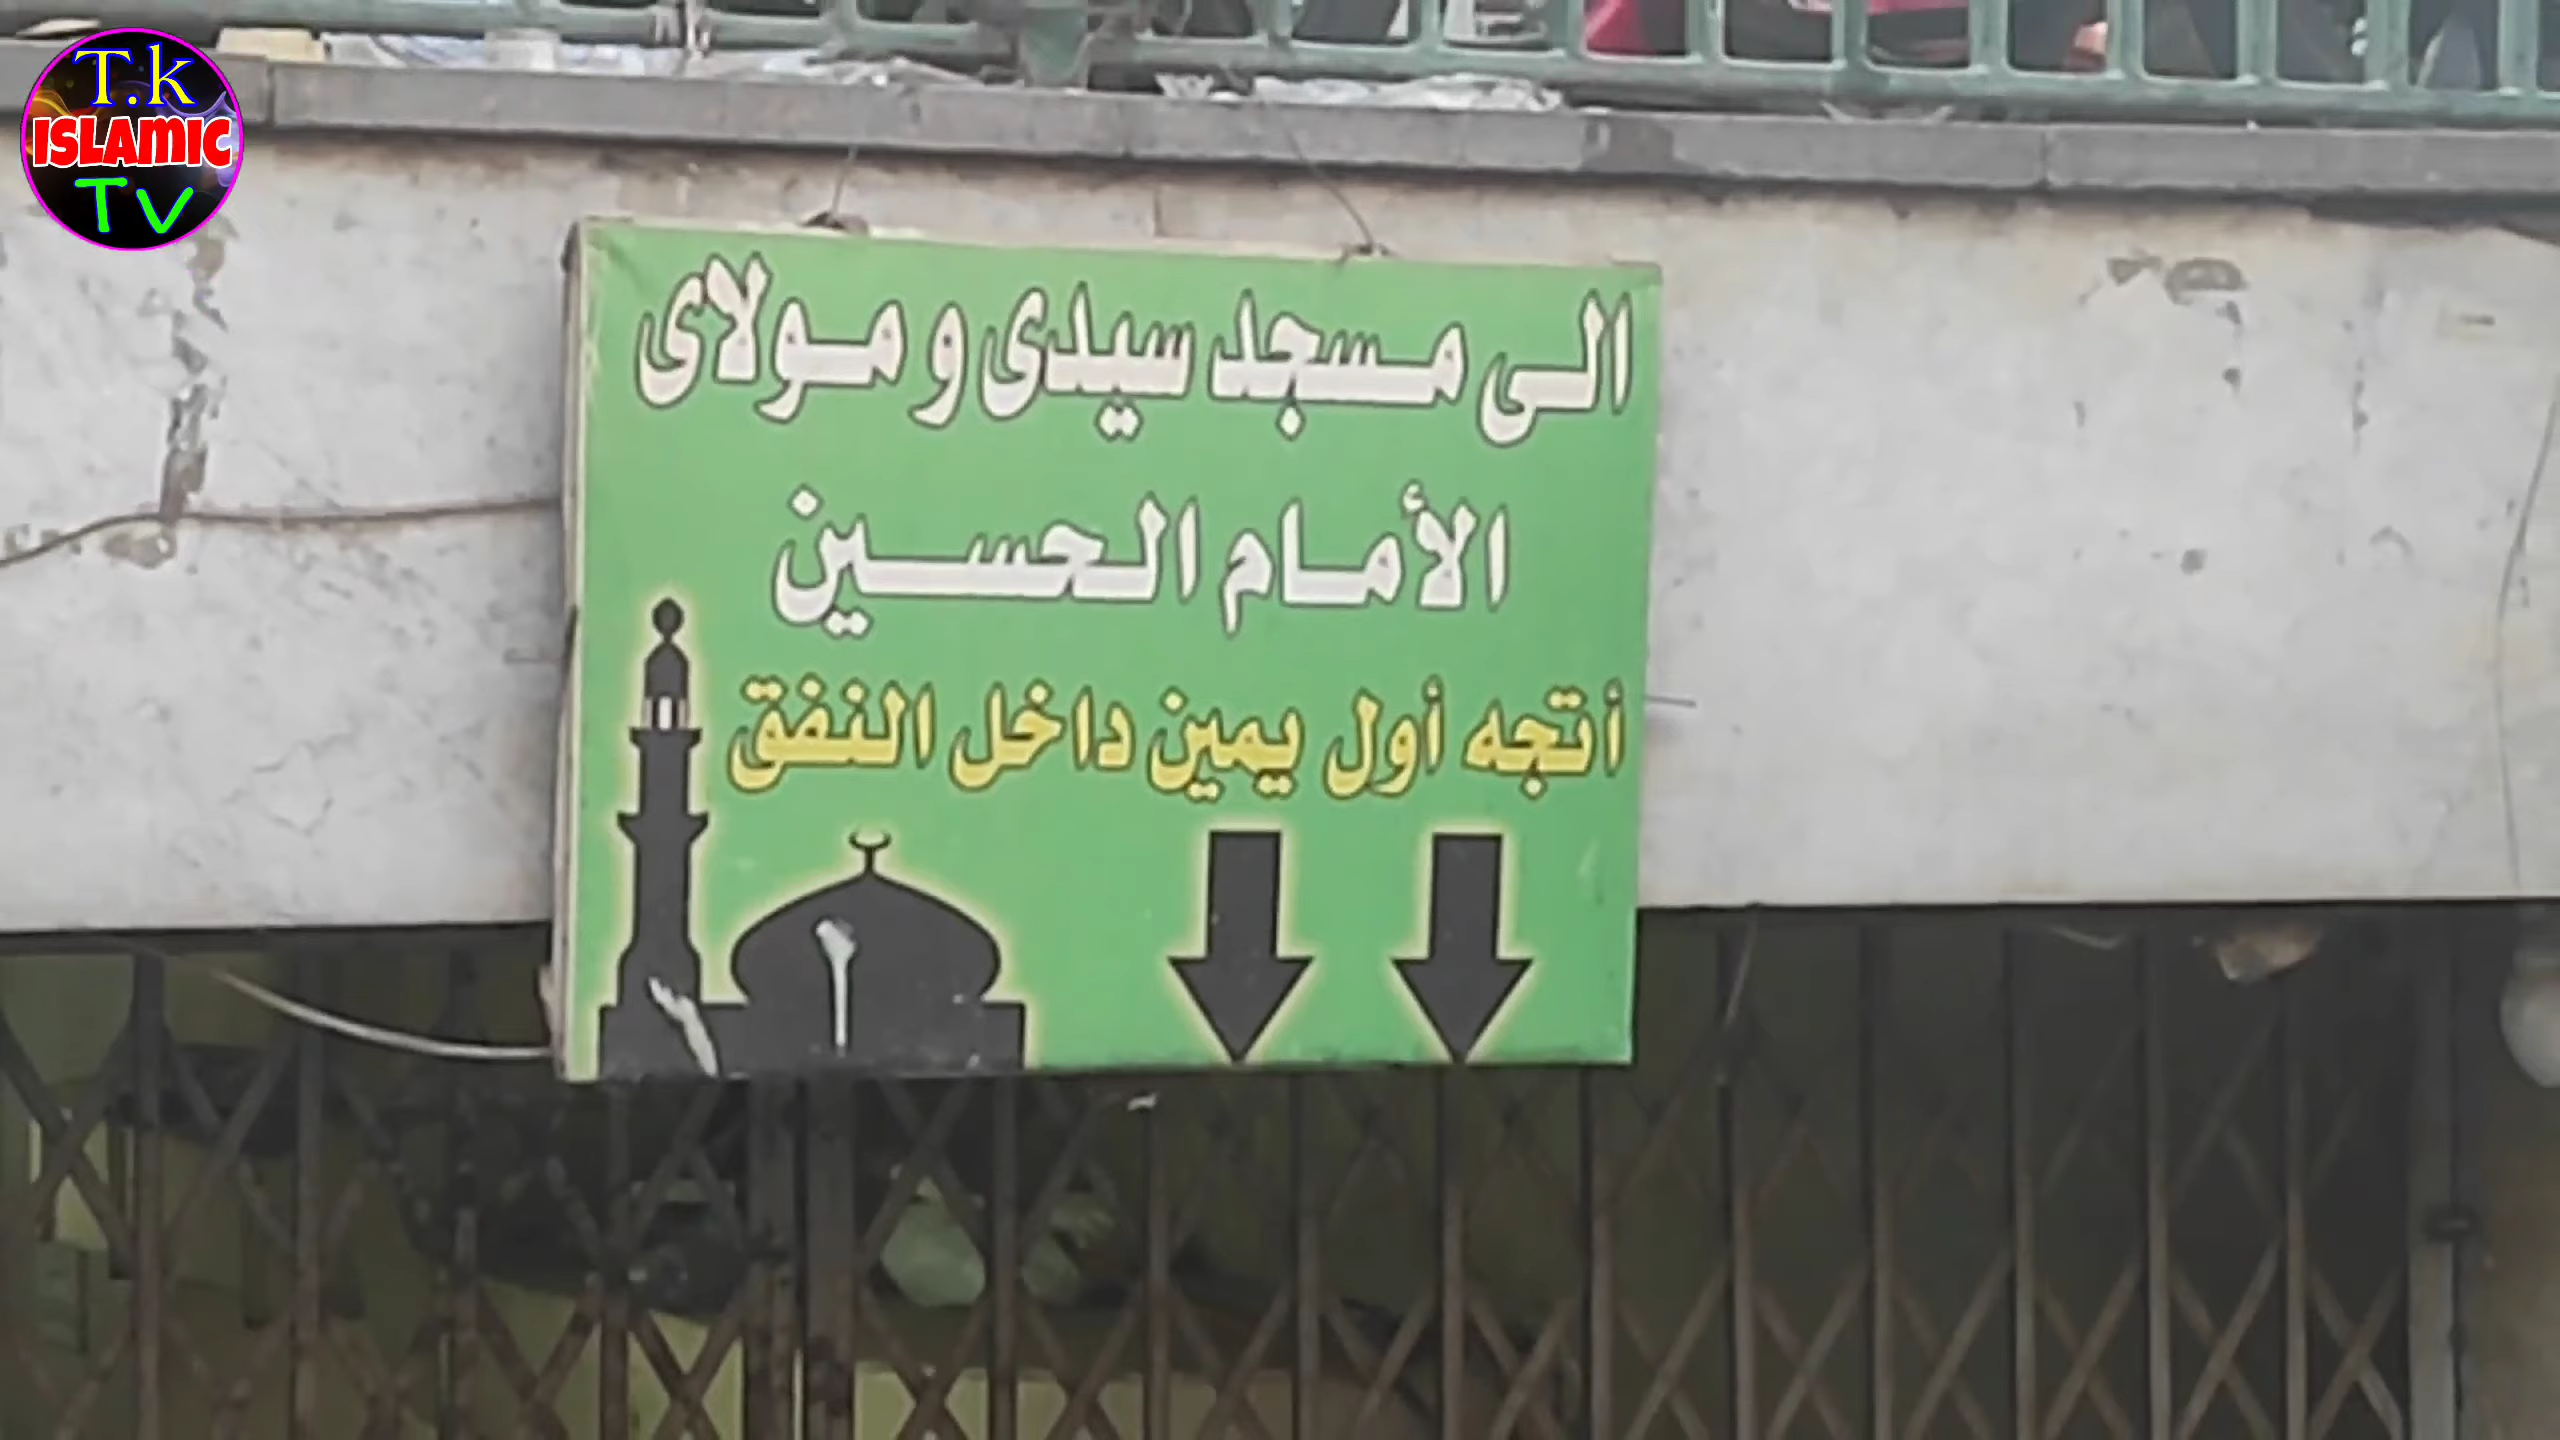 T.k
ISLAMIC
Tv
الى مسجد سيدى و مولاى
الأمام الحسين
أتجه أول يمين داخل النفق